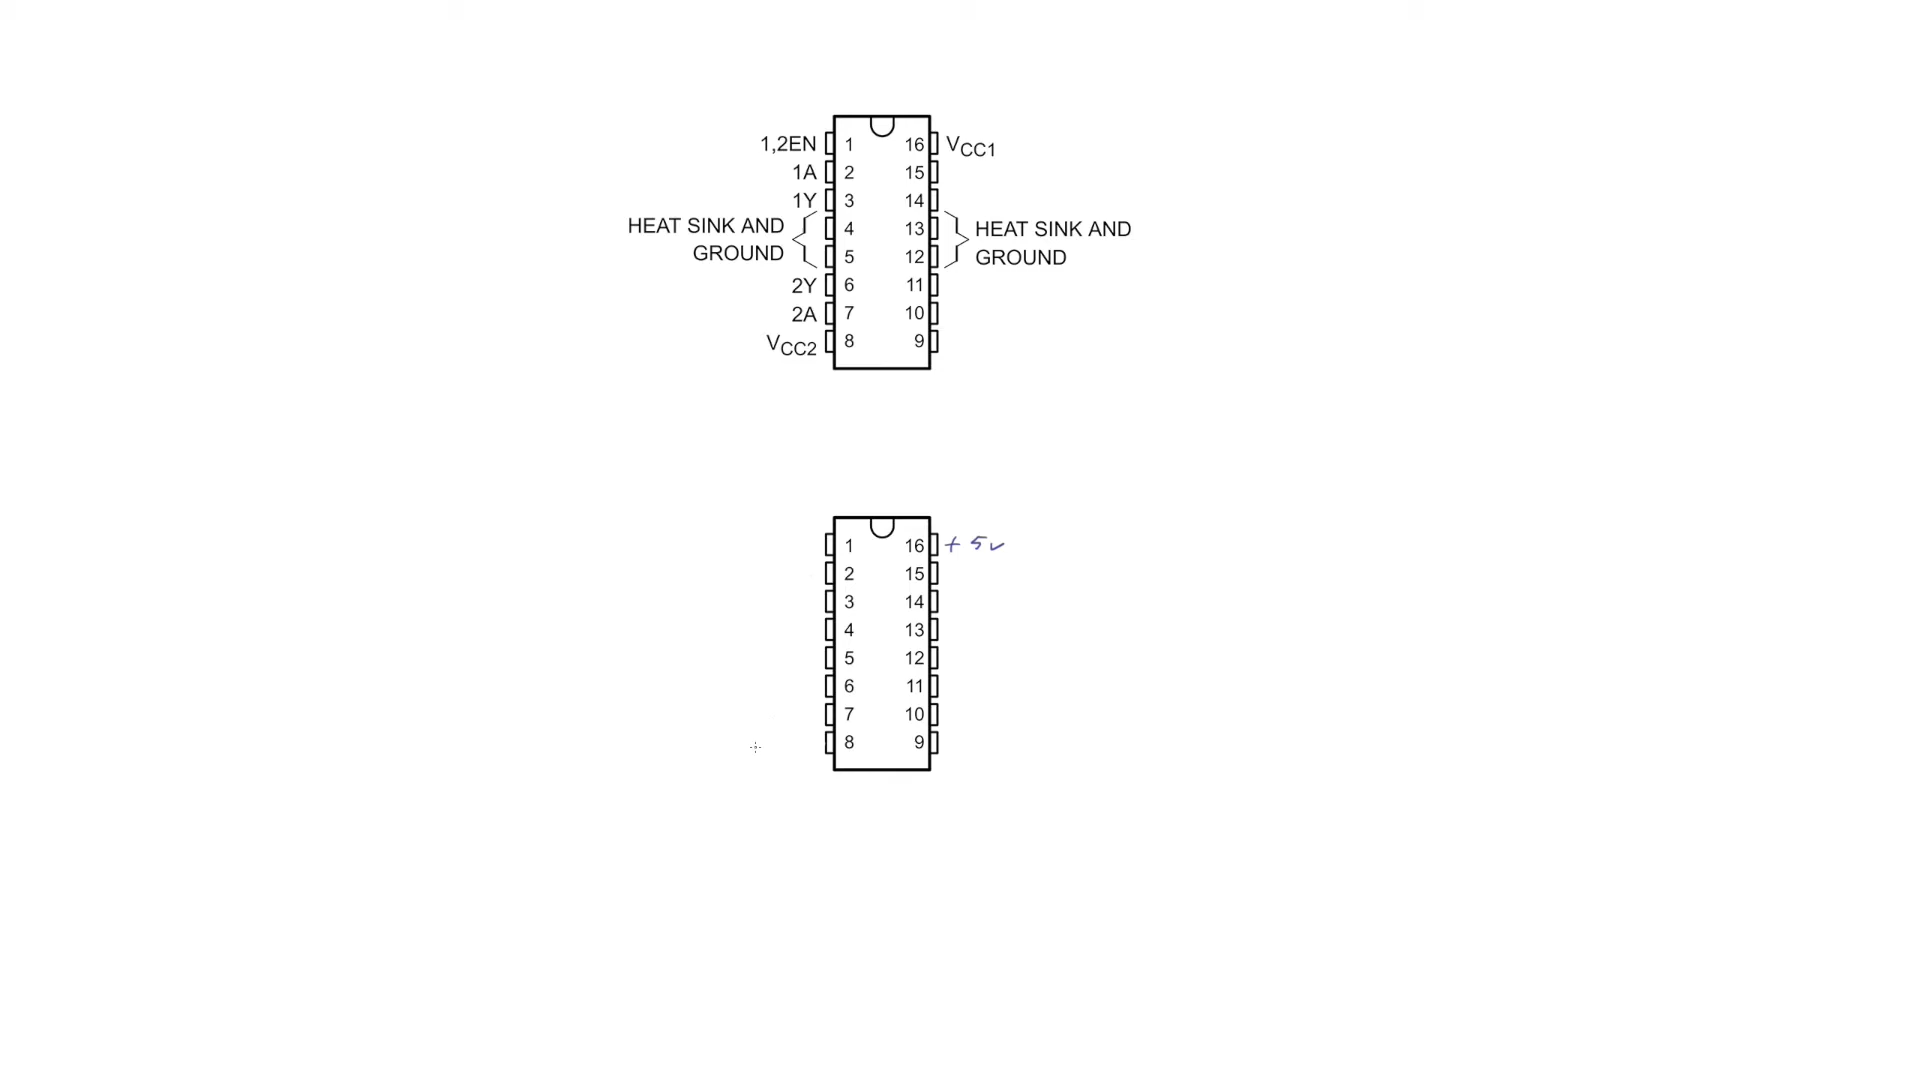 1,2EN 1 16 VCC1
1A 2 15
1Y 3 14
HEAT SINK AND 4 13 HEAT SINK AND
GROUND 5 12 GROUND
2Y 6 11
2A 7 10
VCC2 8 9
1 16 + 5v
2 15
3 14
4 13
5 12
6 11
7 10
8 9